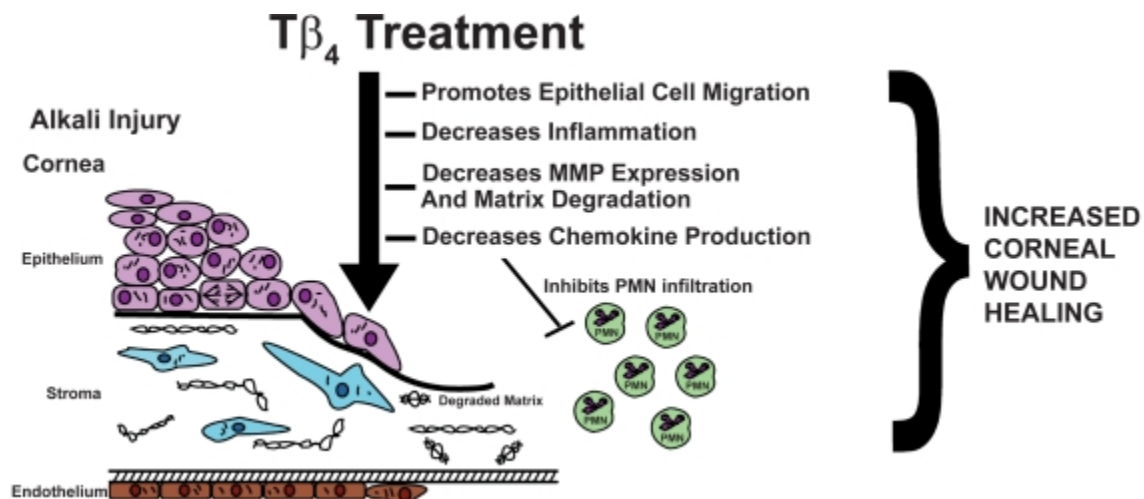 Tβ₄ Treatment
Alkali Injury
Cornea
Epithelium
Stroma
Endothelium
Promotes Epithelial Cell Migration
Decreases Inflammation
Decreases MMP Expression
And Matrix Degradation
Decreases Chemokine Production
Inhibits PMN infiltration
PMN
PMN
PMN
PMN
PMN
PMN
Degraded Matrix
INCREASED
CORNEAL
WOUND
HEALING